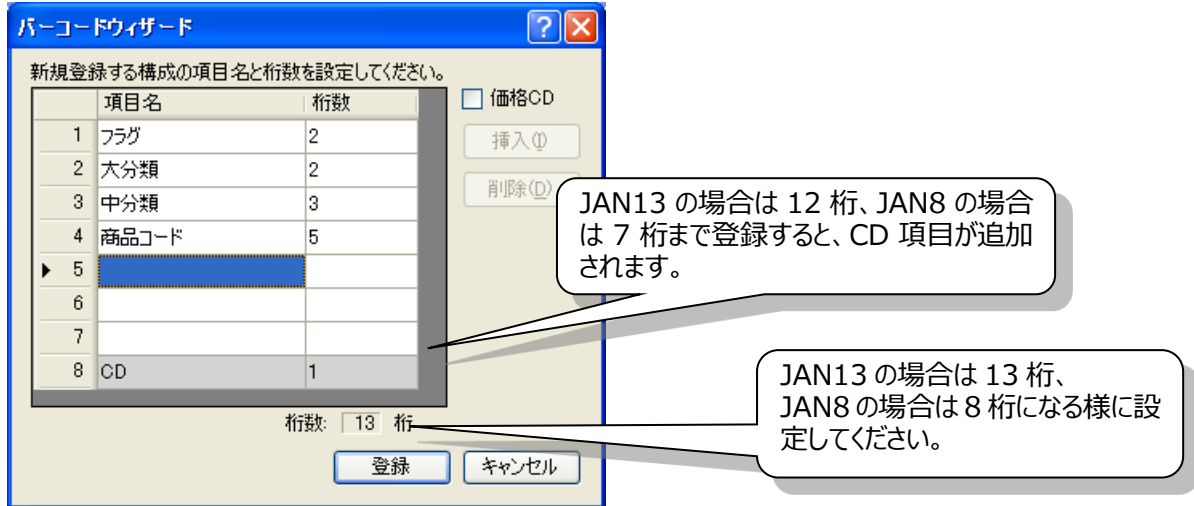 バーコードウィザード
新規登録する構成の項目名と桁数を設定してください。
項目名 桁数
1 フラグ 2
2 大分類 2
3 中分類 3
4 商品コード 5
5
6
7
8 CD 1
価格CD
挿入(I)
削除(D)
桁数: 13 桁
登録 キャンセル
JAN13 の場合は 12 桁、JAN8 の場合
は 7 桁まで登録すると、CD 項目が追加
されます。
JAN13 の場合は 13 桁、
JAN8 の場合は 8 桁になる様に設
定してください。